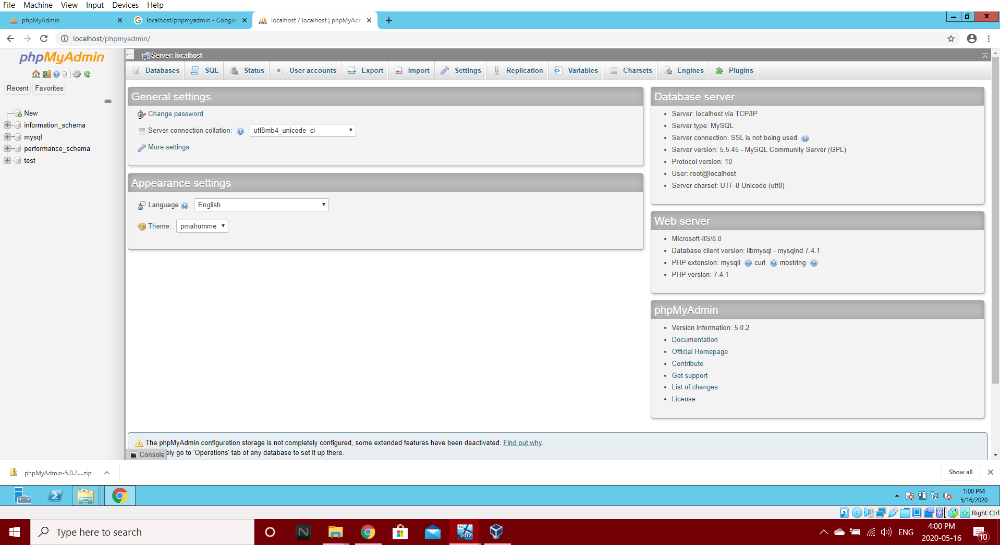 File Machine View Input Devices Help
phpMyAdmin
localhost/phpmyadmin - Google
localhost / localhost | phpMyAdm
localhost/phpmyadmin/
phpMyAdmin
Recent Favorites
New
information_schema
mysql
performance_schema
test
Server: localhost
Databases SQL Status User accounts Export Import Settings Replication Variables Charsets Engines Plugins
General settings
Change password
Server connection collation: utf8mb4_unicode_ci
More settings
Appearance settings
Language English
Theme: pmahomme
Database server
Server: localhost via TCP/IP
Server type: MySQL
Server connection: SSL is not being used
Server version: 5.5.45 - MySQL Community Server (GPL)
Protocol version: 10
User: root@localhost
Server charset: UTF-8 Unicode (utf8)
Web server
Microsoft-IIS/8.0
Database client version: libmysql - mysqlnd 7.4.1
PHP extension: mysqli curl mbstring
PHP version: 7.4.1
phpMyAdmin
Version information: 5.0.2
Documentation
Official Homepage
Contribute
Get support
List of changes
License
The phpMyAdmin configuration storage is not completely configured, some extended features have been deactivated. Find out why.
ely go to 'Operations' tab of any database to set it up there.
Console
phpMyAdmin-5.0.2....zip
Show all
1:00 PM
5/16/2020
Right Ctrl
Type here to search
64
2012
ENG
4:00 PM
2020-05-16
10